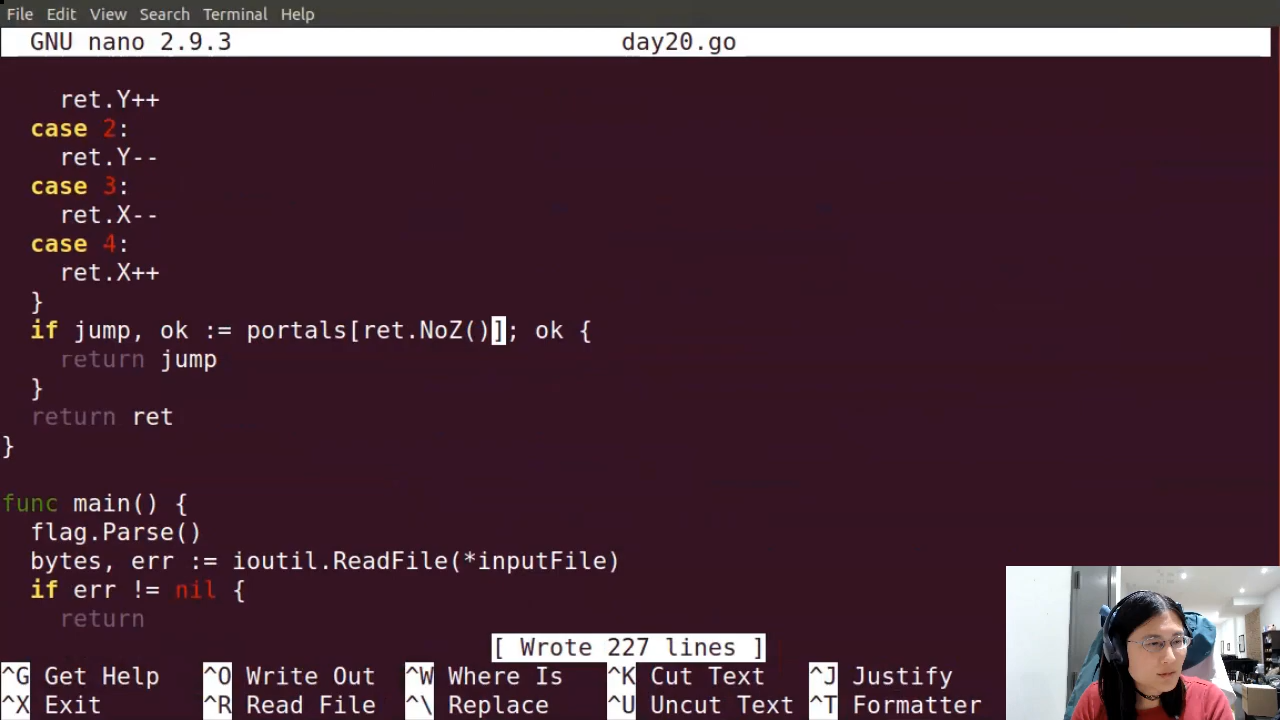 File Edit View Search Terminal Help
GNU nano 2.9.3 day20.go
ret.Y++
case 2:
ret.Y--
case 3:
ret.X--
case 4:
ret.X++
}
if jump, ok := portals[ret.NoZ()]; ok {
return jump
}
return ret
}
func main() {
flag.Parse()
bytes, err := ioutil.ReadFile(*inputFile)
if err != nil {
return
[ Wrote 227 lines ]
^G Get Help ^O Write Out ^W Where Is ^K Cut Text ^J Justify
^X Exit ^R Read File ^\ Replace ^U Uncut Text ^T Formatter